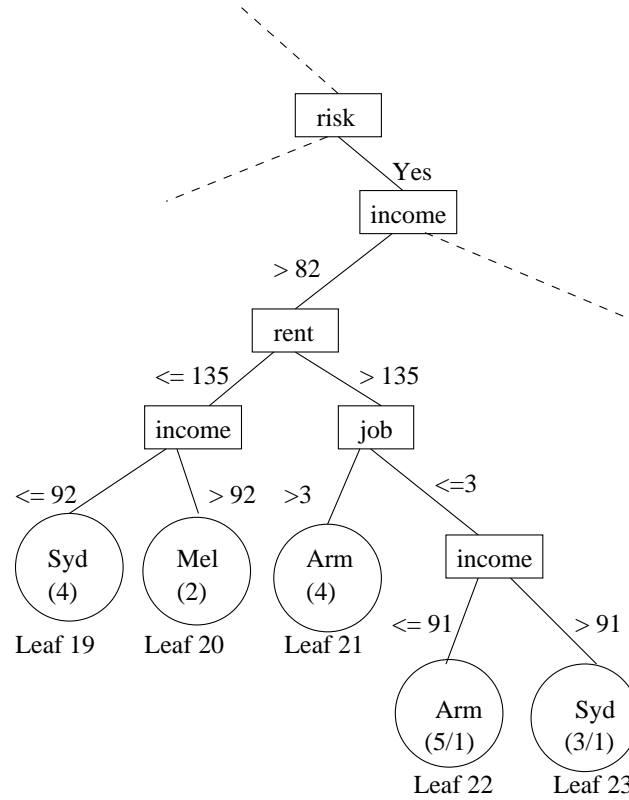 risk
Yes
income
> 82
rent
<= 135
> 135
income
job
<= 92
> 92
>3
<=3
Syd
(4)
Mel
(2)
Arm
(4)
income
Leaf 19
Leaf 20
Leaf 21
<= 91
> 91
Arm
(5/1)
Syd
(3/1)
Leaf 22
Leaf 23